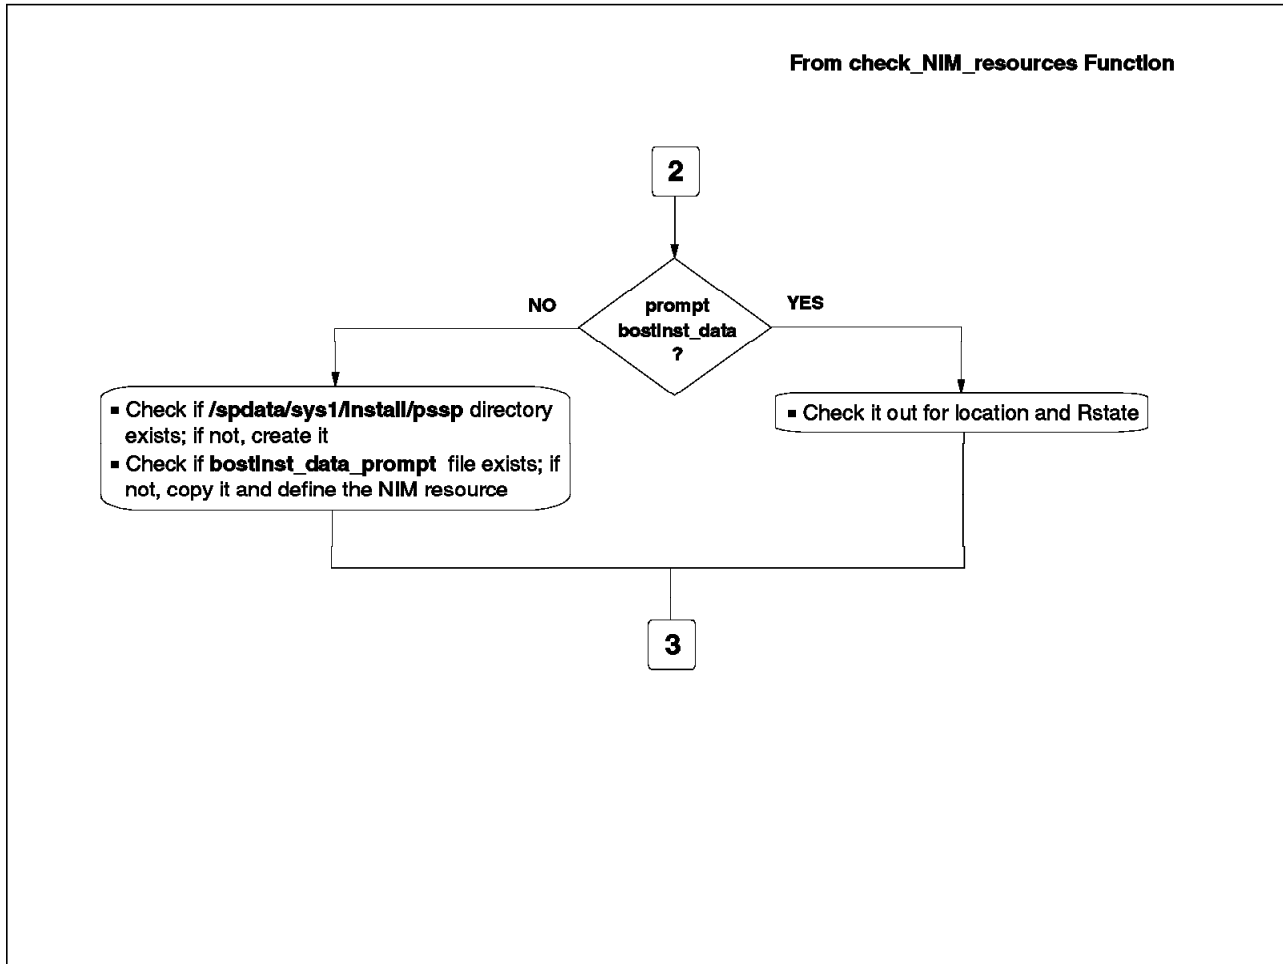 From check_NIM_resources Function
2
NO
YES
prompt
bostinst_data
?
▪ Check if /spdata/sys1/install/pssp directory
exists; if not, create it
▪ Check if bostinst_data_prompt file exists; if
not, copy it and define the NIM resource
▪ Check it out for location and Rstate
3